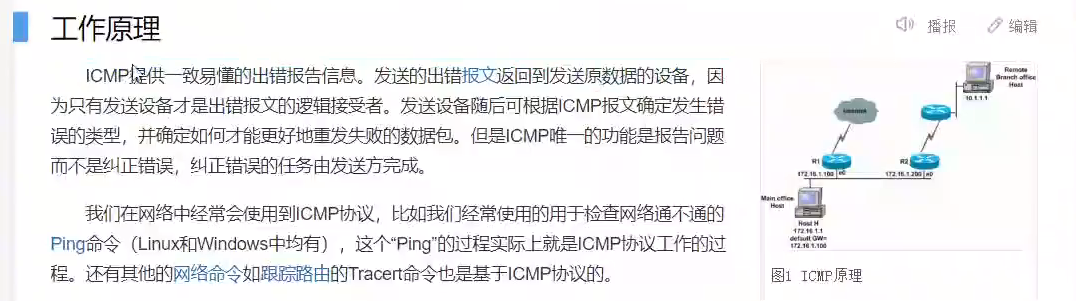 工作原理
播报
编辑
ICMP提供一致易懂的出错报告信息。发送的出错报文返回到发送原数据的设备，因
为只有发送设备才是出错报文的逻辑接受者。发送设备随后可根据ICMP报文确定发生错
误的类型，并确定如何才能更好地重发失败的数据包。但是ICMP唯一的功能是报告问题
而不是纠正错误，纠正错误的任务由发送方完成。
我们在网络中经常会使用到ICMP协议，比如我们经常使用的用于检查网络通不通的
Ping命令（Linux和Windows中均有），这个“Ping”的过程实际上就是ICMP协议工作的过
程。还有其他的网络命令如跟踪路由的Tracert命令也是基于ICMP协议的。
Remote
Branch office
Host
10.1.1.1
R1
172.16.1.100
e0
R2
172.16.1.200
e0
Main office
Host
Host H
172.16.1.1
default GW=
172.16.1.100
图1 ICMP原理